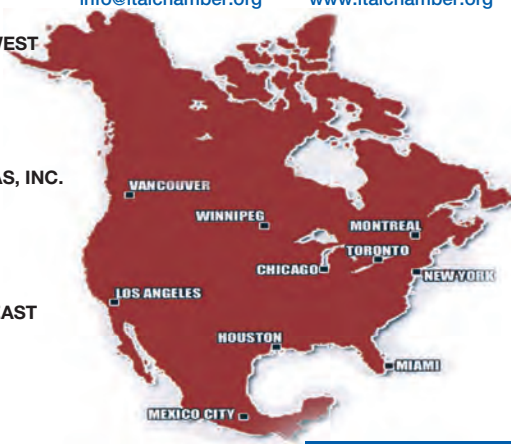 info@italchamber.org www.italchamber.org
WEST
AS, INC.
VANCOUVER
WINNIPEG
MONTREAL
TORONTO
CHICAGO
NEW YORK
LOS ANGELES
EAST
HOUSTON
MIAMI
MEXICO CITY